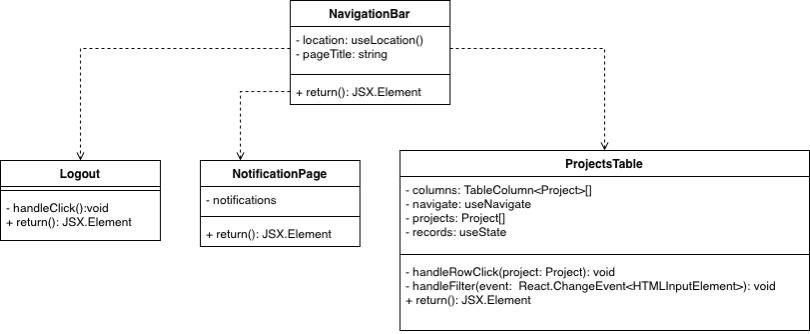 NavigationBar
- location: useLocation()
- pageTitle: string
+ return(): JSX.Element
Logout
- handleClick():void
+ return(): JSX.Element
NotificationPage
- notifications
+ return(): JSX.Element
ProjectsTable
- columns: TableColumn<Project>[]
- navigate: useNavigate
- projects: Project[]
- records: useState
- handleRowClick(project: Project): void
- handleFilter(event: React.ChangeEvent<HTMLInputElement>): void
+ return(): JSX.Element